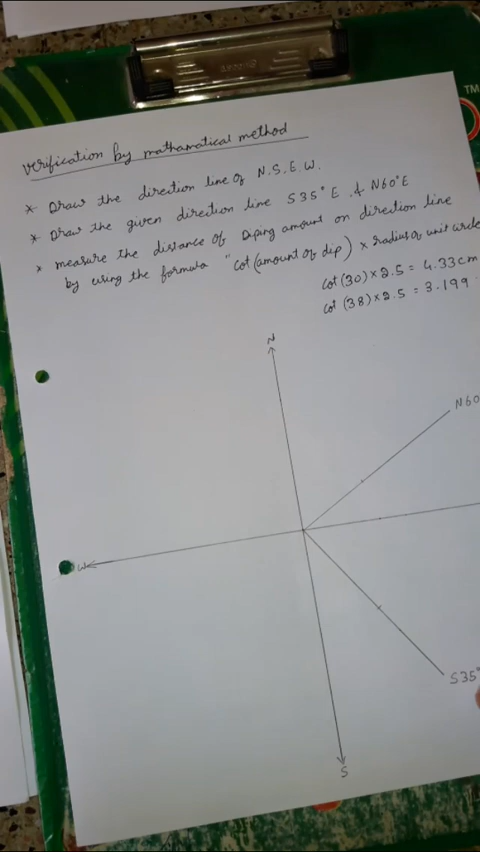 verification by mathamatical method
* Draw the direction line of N.S.E.W.
* Draw the given direction line S35°E & N60°E
* measure the distance of Diping amount on direction line
by using the formula "cot(amount of dip) × radius of unit circle
cot (30) × 2.5 = 4.33cm
cot (38) × 2.5 = 3.199
N
N60
W
S35°
S
TM